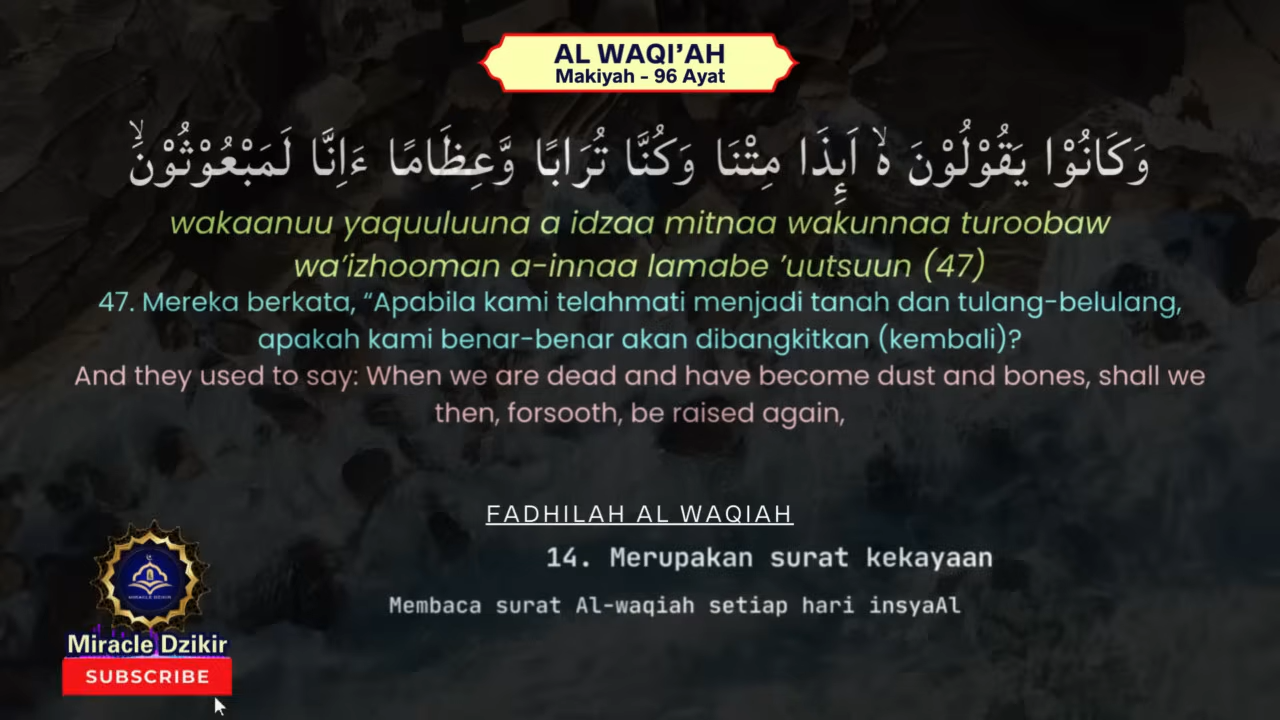 AL WAQI'AH
Makiyah - 96 Ayat
وَكَانُوْا يَقُوْلُوْنَ ەۙ اَىِٕذَا مِتْنَا وَكُنَّا تُرَابًا وَّعِظَامًا ءَاِنَّا لَمَبْعُوْثُوْنَۙ
wakaanuu yaquuluuna a idzaa mitnaa wakunnaa turoobaw
wa'izhooman a-innaa lamabe 'uutsuun (47)
47. Mereka berkata, “Apabila kami telahmati menjadi tanah dan tulang-belulang,
apakah kami benar-benar akan dibangkitkan (kembali)?
And they used to say: When we are dead and have become dust and bones, shall we
then, forsooth, be raised again,
FADHILAH AL WAQIAH
14. Merupakan surat kekayaan
Membaca surat Al-waqiah setiap hari insyaAl
MIRACLE DZIKIR
Miracle Dzikir
SUBSCRIBE